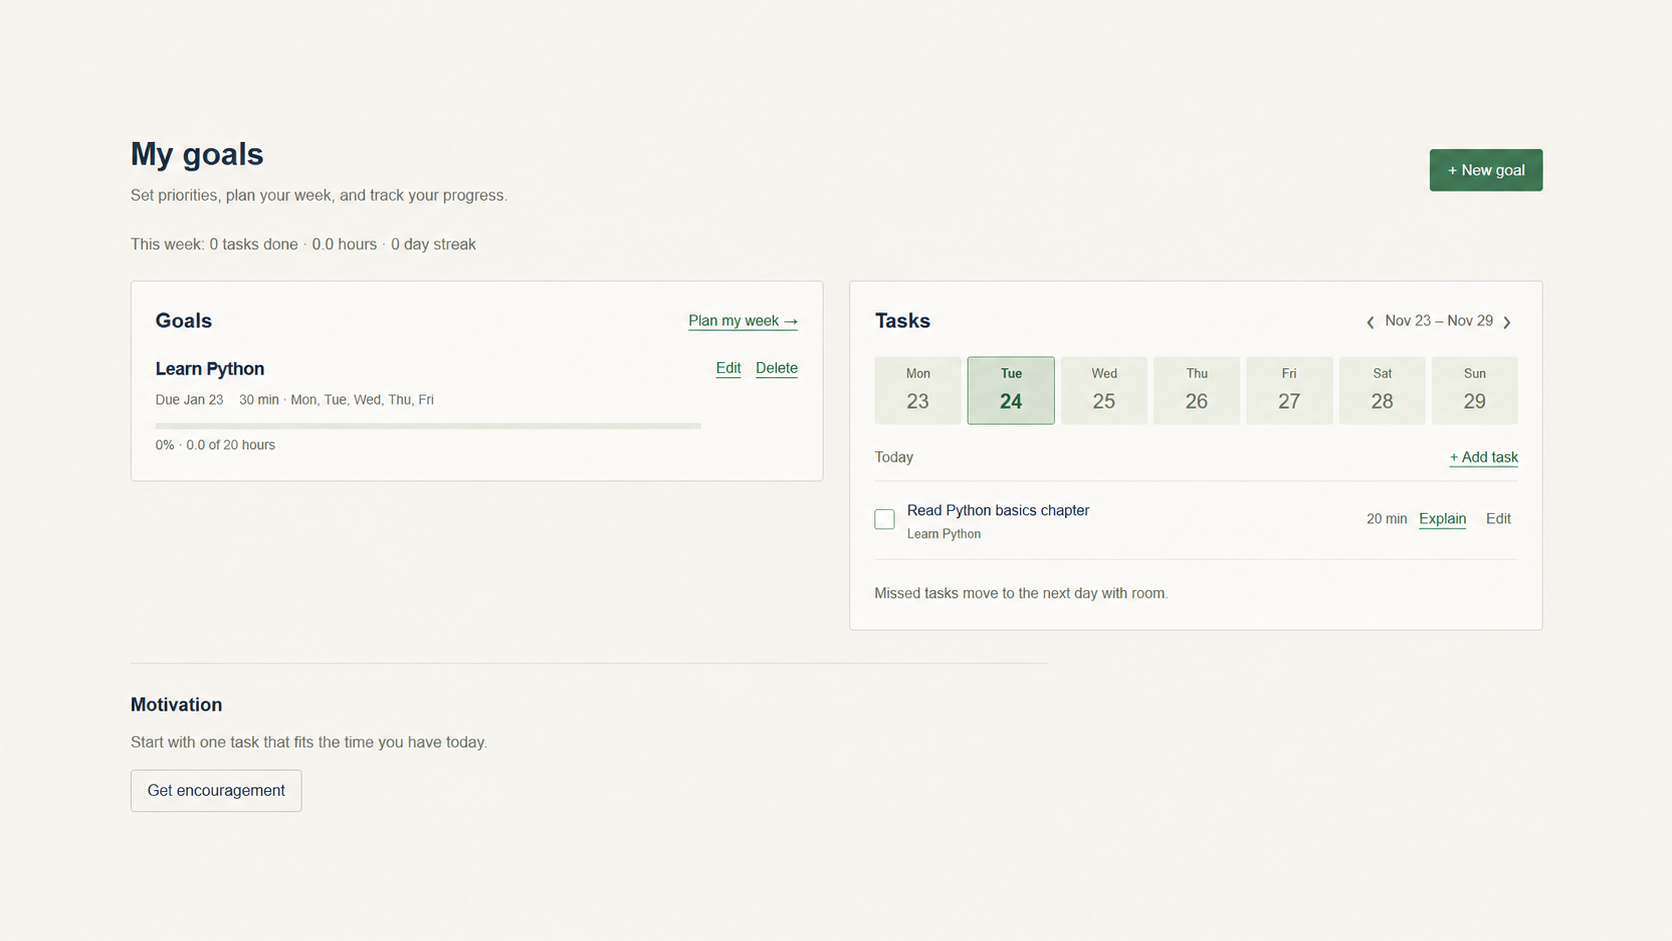 My goals
+ New goal
Set priorities, plan your week, and track your progress.
This week: 0 tasks done · 0.0 hours · 0 day streak
Goals
Plan my week →
Learn Python
Edit Delete
Due Jan 23 30 min · Mon, Tue, Wed, Thu, Fri
0% · 0.0 of 20 hours
Tasks
‹ Nov 23 – Nov 29 ›
Mon Tue Wed Thu Fri Sat Sun
23 24 25 26 27 28 29
Today
+ Add task
Read Python basics chapter
Learn Python
20 min Explain Edit
Missed tasks move to the next day with room.
Motivation
Start with one task that fits the time you have today.
Get encouragement